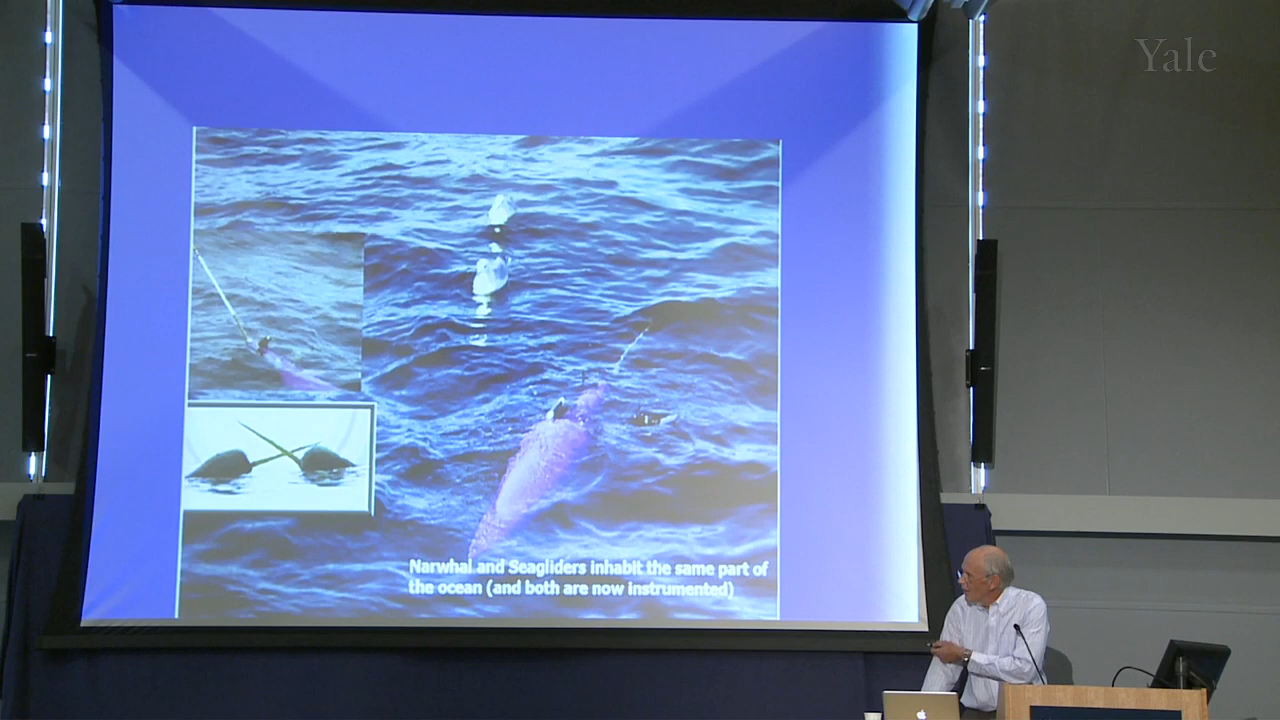 Yale
Narwhal and Seagliders inhabit the same part of
the ocean (and both are now instrumented)